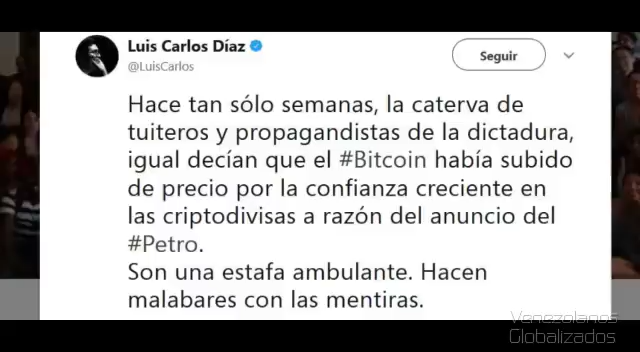 Luis Carlos Díaz
@LuisCarlos
Seguir
Hace tan sólo semanas, la caterva de
tuiteros y propagandistas de la dictadura,
igual decían que el #Bitcoin había subido
de precio por la confianza creciente en
las criptodivisas a razón del anuncio del
#Petro.
Son una estafa ambulante. Hacen
malabares con las mentiras.
Venezolanos
Globalizados